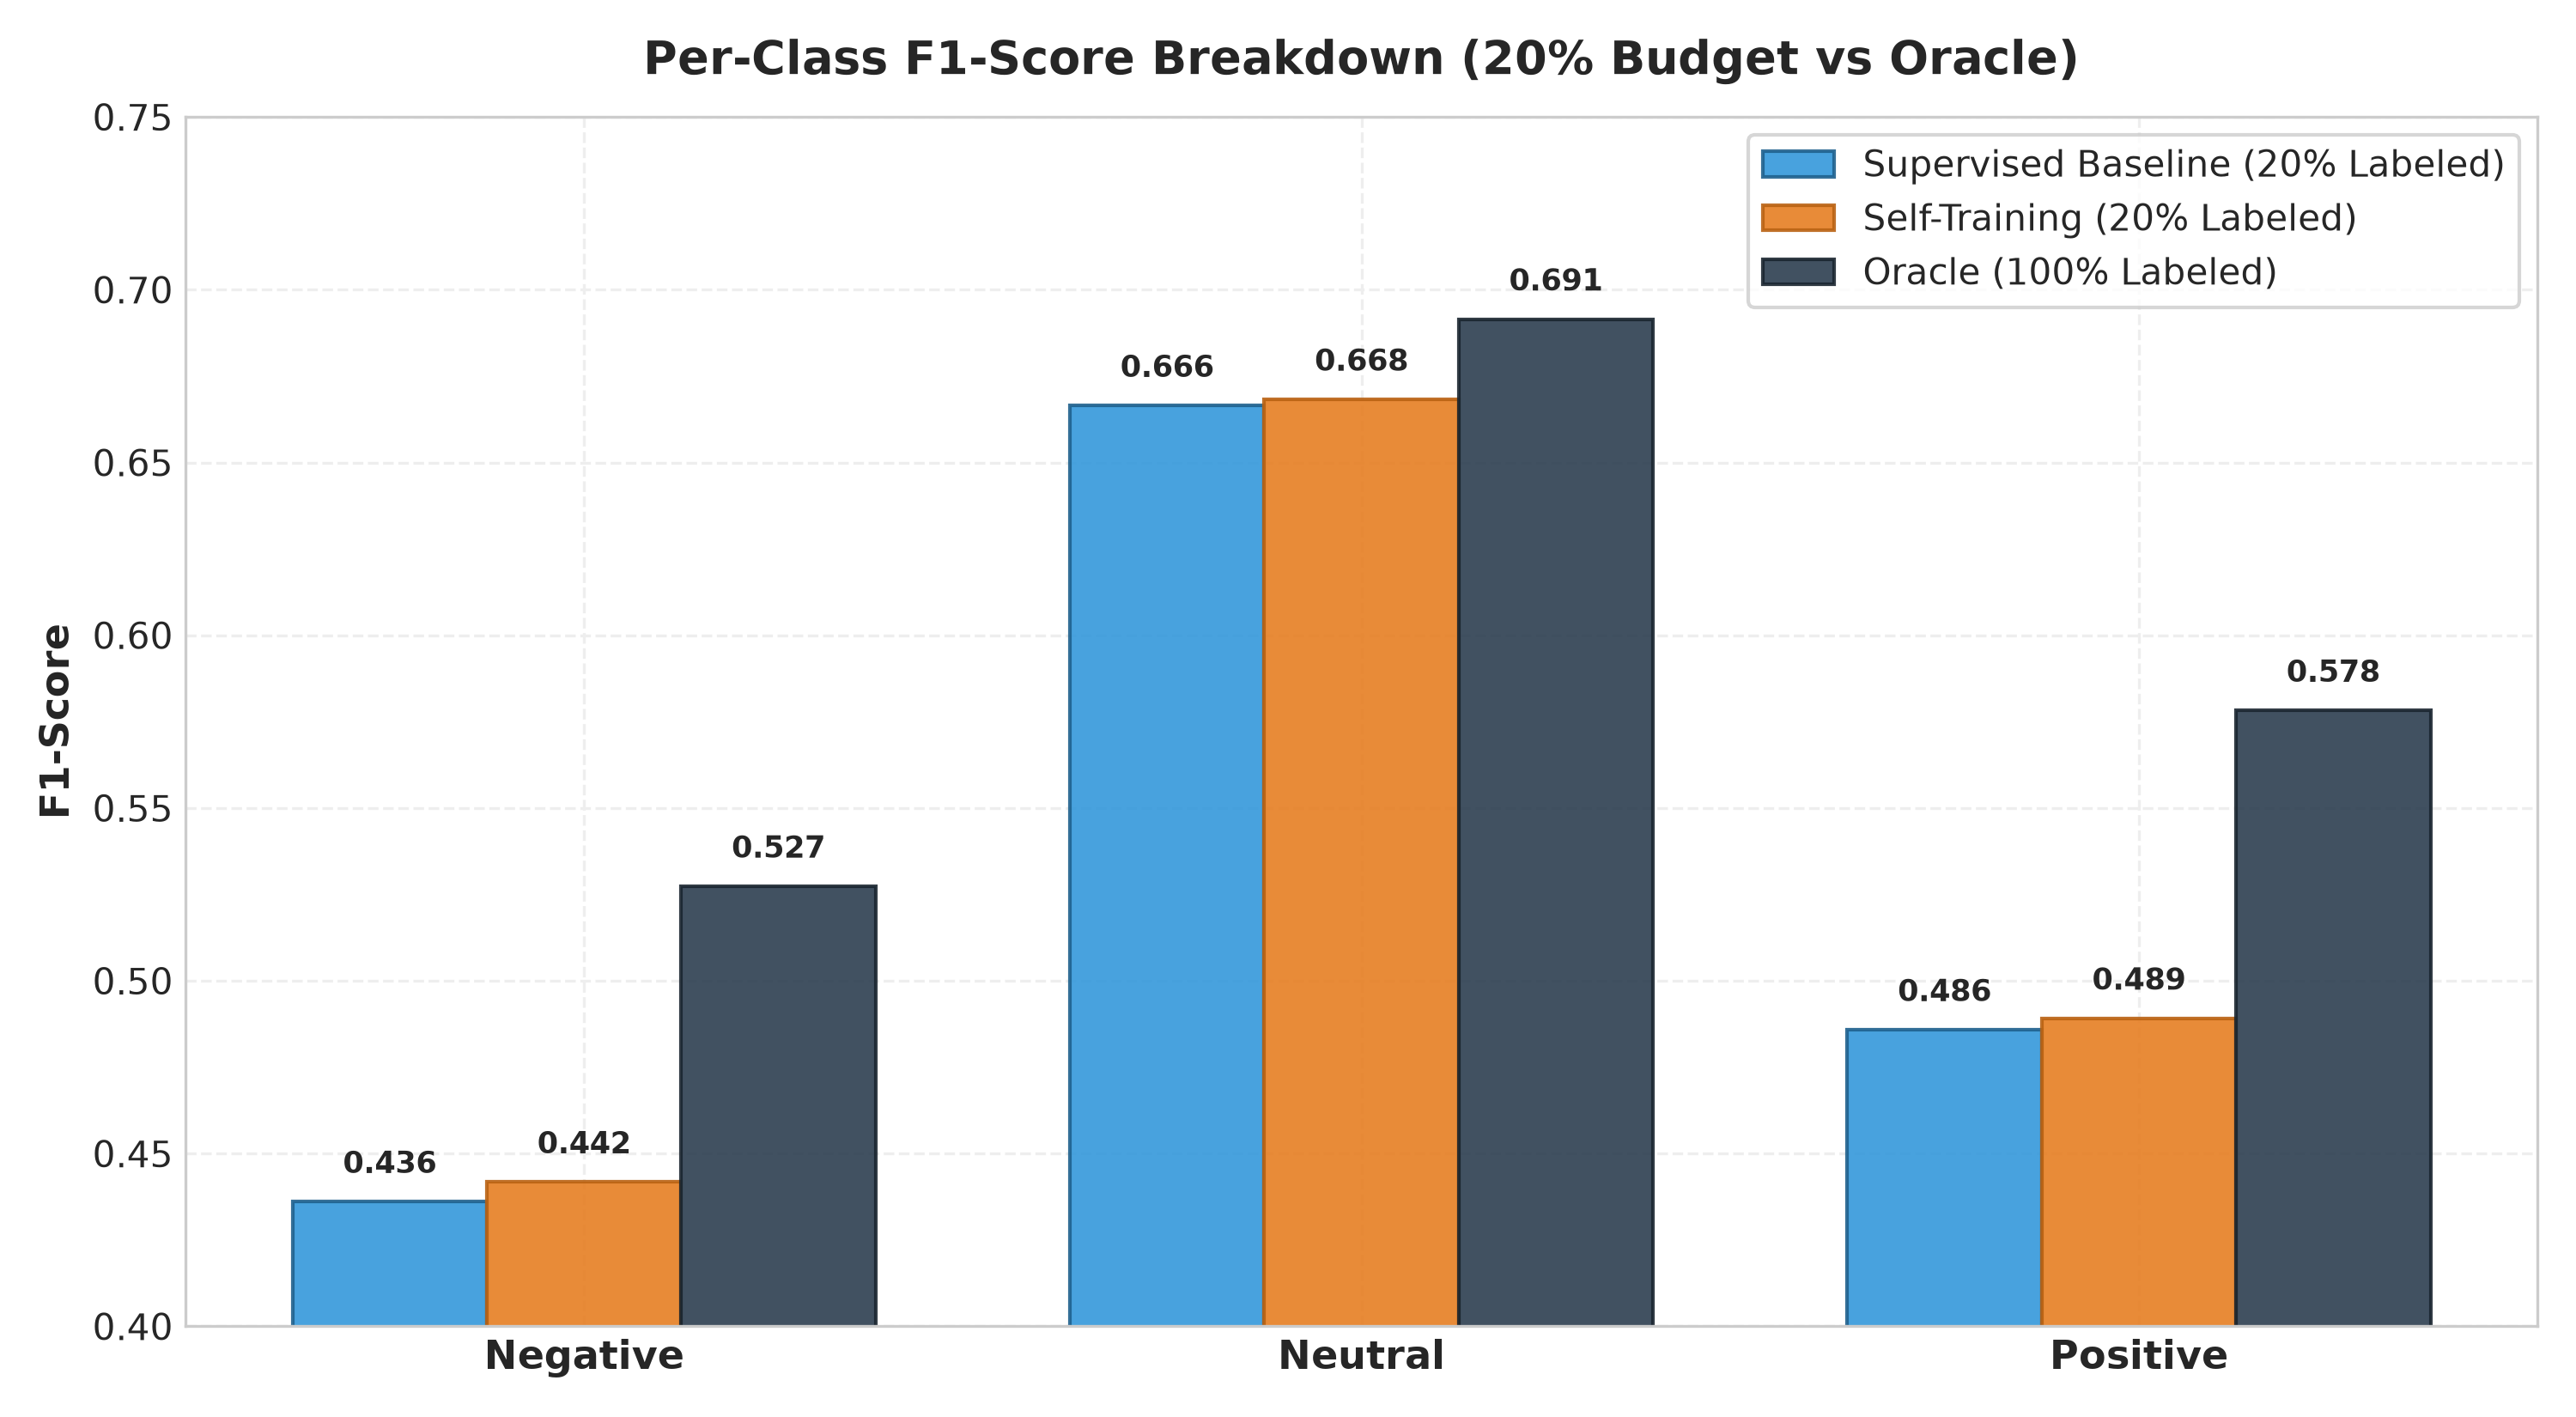 Per-Class F1-Score Breakdown (20% Budget vs Oracle)
Supervised Baseline (20% Labeled)
Self-Training (20% Labeled)
Oracle (100% Labeled)
F1-Score
0.75
0.70
0.65
0.60
0.55
0.50
0.45
0.40
0.436
0.442
0.527
0.666
0.668
0.691
0.486
0.489
0.578
Negative
Neutral
Positive